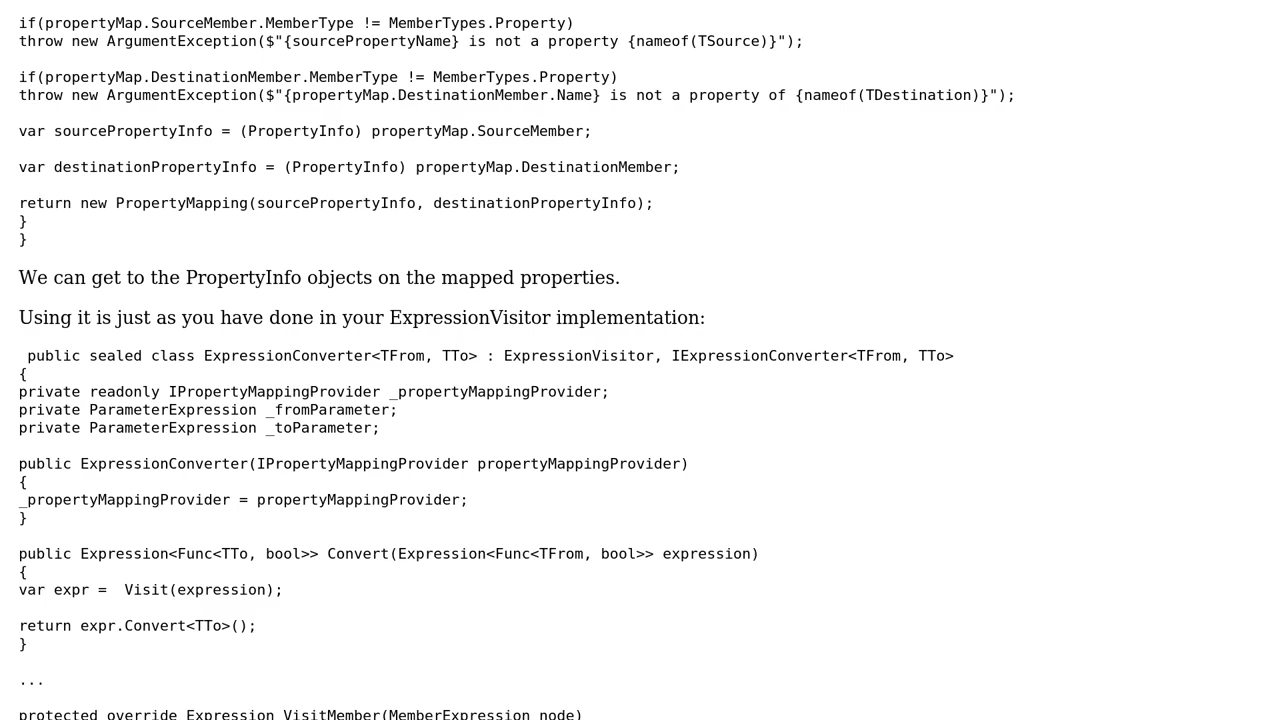 if(propertyMap.SourceMember.MemberType != MemberTypes.Property)
throw new ArgumentException($"{sourcePropertyName} is not a property {nameof(TSource)}");
if(propertyMap.DestinationMember.MemberType != MemberTypes.Property)
throw new ArgumentException($"{propertyMap.DestinationMember.Name} is not a property of {nameof(TDestination)}");
var sourcePropertyInfo = (PropertyInfo) propertyMap.SourceMember;
var destinationPropertyInfo = (PropertyInfo) propertyMap.DestinationMember;
return new PropertyMapping(sourcePropertyInfo, destinationPropertyInfo);
}
}
We can get to the PropertyInfo objects on the mapped properties.
Using it is just as you have done in your ExpressionVisitor implementation:
public sealed class ExpressionConverter<TFrom, TTo> : ExpressionVisitor, IExpressionConverter<TFrom, TTo>
{
private readonly IPropertyMappingProvider _propertyMappingProvider;
private ParameterExpression _fromParameter;
private ParameterExpression _toParameter;
public ExpressionConverter(IPropertyMappingProvider propertyMappingProvider)
{
_propertyMappingProvider = propertyMappingProvider;
}
public Expression<Func<TTo, bool>> Convert(Expression<Func<TFrom, bool>> expression)
{
var expr =  Visit(expression);
return expr.Convert<TTo>();
}
...
protected override Expression VisitMember(MemberExpression node)